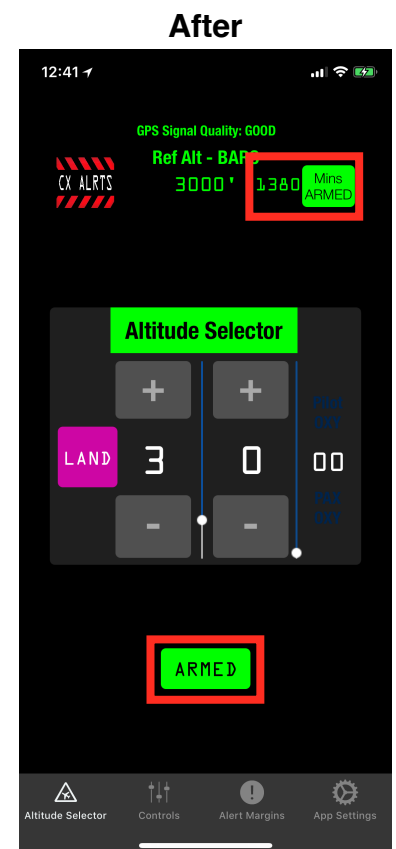 After
12:41
GPS Signal Quality: GOOD
Ref Alt - BARO
CX ALRTS
3000' 1380 Mins ARMED
Altitude Selector
+ +
LAND 3 0 00
- -
ARMED
Altitude Selector Controls Alert Margins App Settings